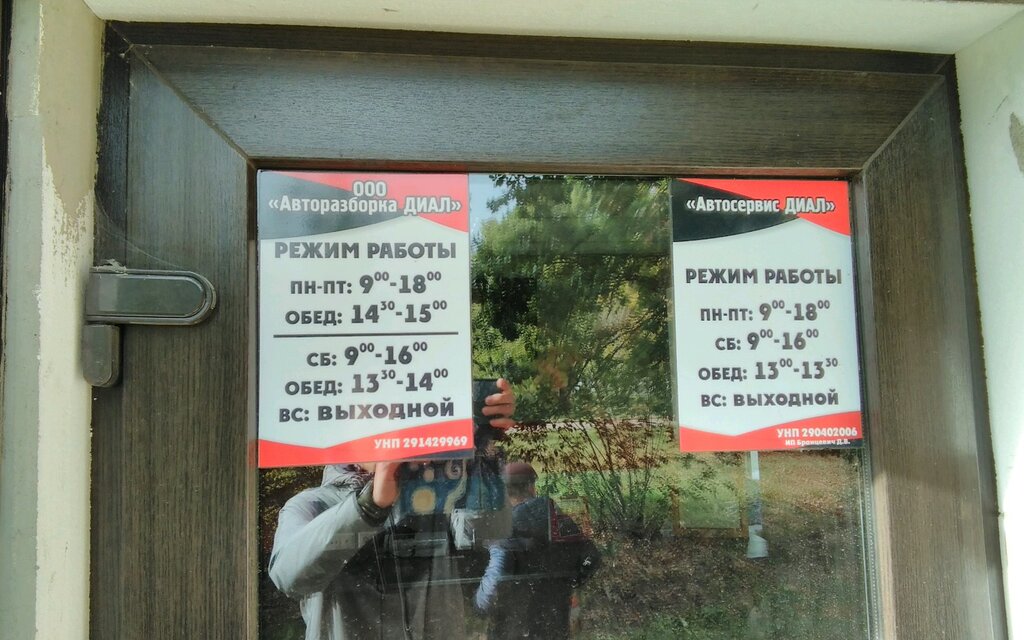 ООО
«Авторазборка ДИАЛ»
РЕЖИМ РАБОТЫ
ПН-ПТ: 9⁰⁰-18⁰⁰
ОБЕД: 14³⁰-15⁰⁰
СБ: 9⁰⁰-16⁰⁰
ОБЕД: 13³⁰-14⁰⁰
ВС: ВЫХОДНОЙ
УНП 291429969
«Автосервис ДИАЛ»
РЕЖИМ РАБОТЫ
ПН-ПТ: 9⁰⁰-18⁰⁰
СБ: 9⁰⁰-16⁰⁰
ОБЕД: 13⁰⁰-13³⁰
ВС: ВЫХОДНОЙ
УНП 290402006
ИП Бранцевич Д.В.